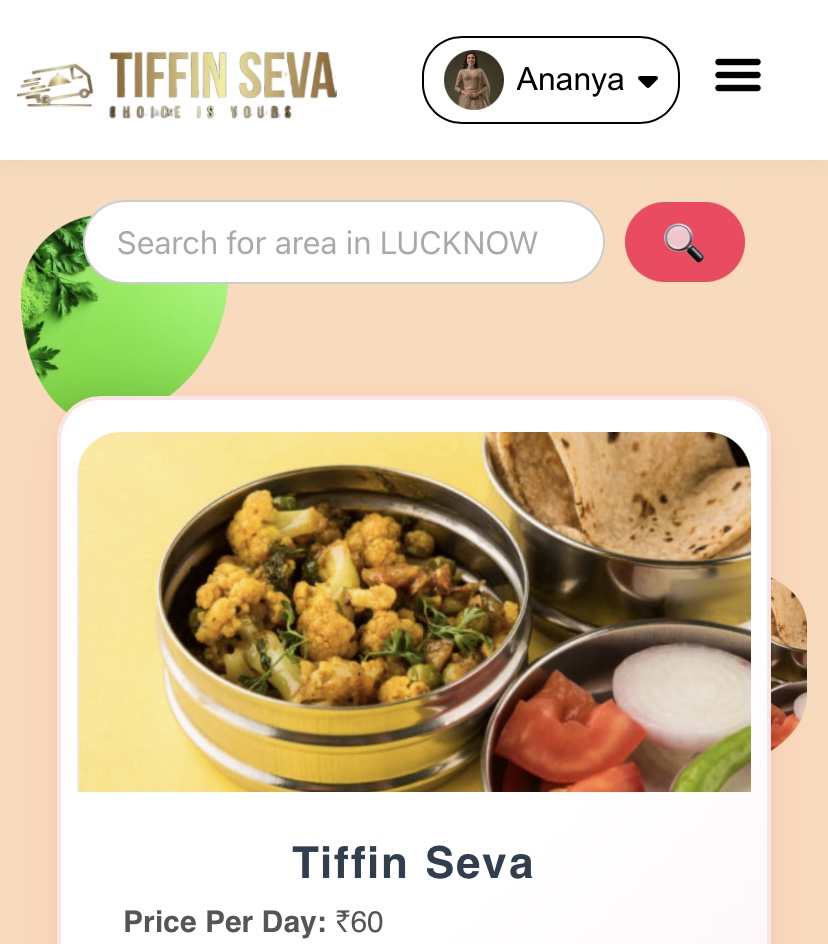 TIFFIN SEVA
CHOICE IS YOURS
Ananya
Search for area in LUCKNOW
Tiffin Seva
Price Per Day: ₹60